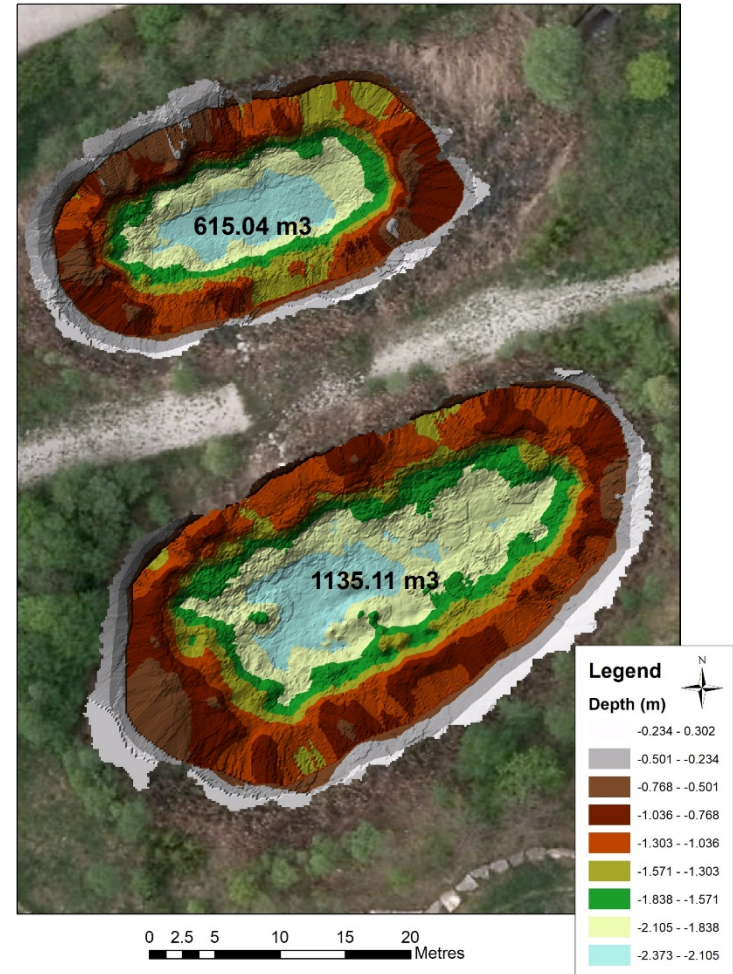 615.04 m3
1135.11 m3
Legend
N
Depth (m)
-0.234 - 0.302
-0.501 - -0.234
-0.768 - -0.501
-1.036 - -0.768
-1.303 - -1.036
-1.571 - -1.303
-1.838 - -1.571
-2.105 - -1.838
-2.373 - -2.105
0 2.5 5 10 15 20
Metres